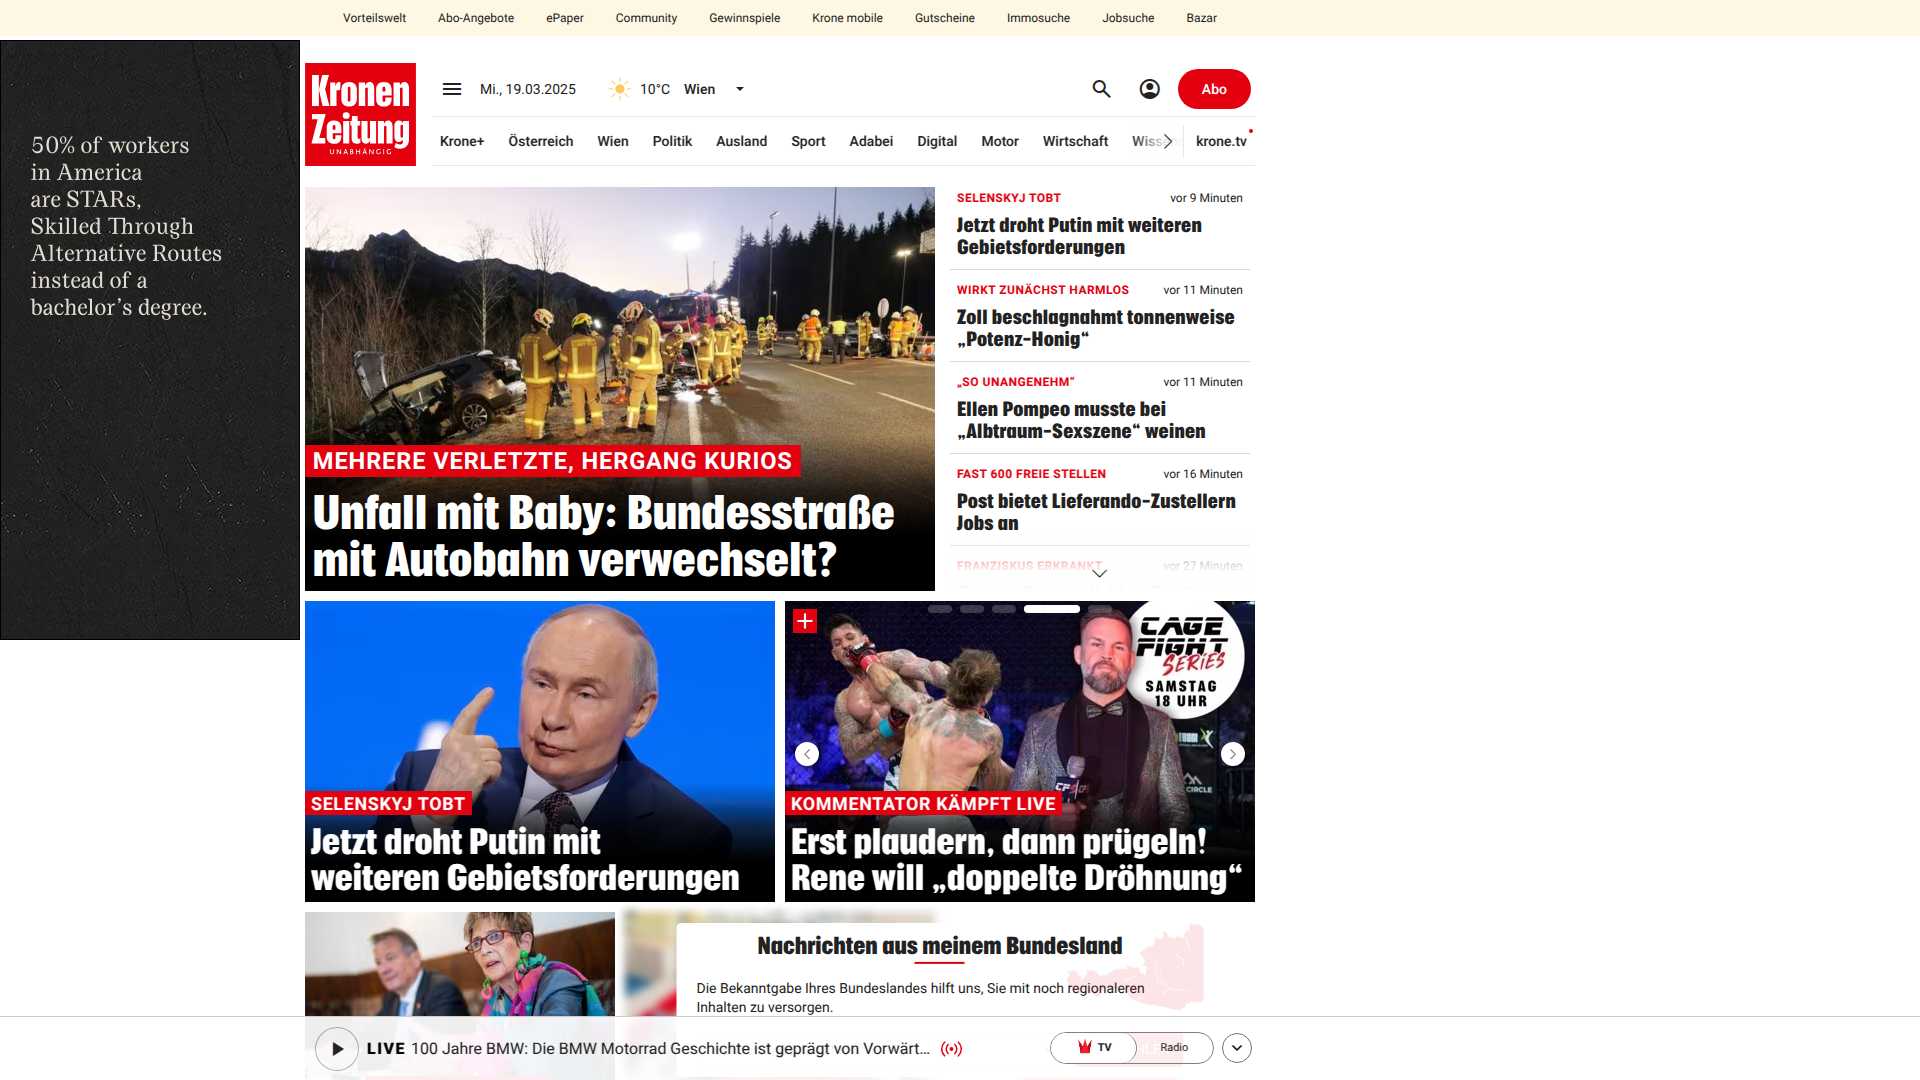 Vorteilswelt Abo-Angebote ePaper Community Gewinnspiele Krone mobile Gutscheine Immosuche Jobsuche Bazar
50% of workers
in America
are STARs,
Skilled Through
Alternative Routes
instead of a
bachelor's degree.
Kronen
Zeitung
UNABHÄNGIG
Mi., 19.03.2025 10°C Wien
Abo
Krone+ Österreich Wien Politik Ausland Sport Adabei Digital Motor Wirtschaft krone.tv
MEHRERE VERLETZTE, HERGANG KURIOS
Unfall mit Baby: Bundesstraße
mit Autobahn verwechselt?
SELENSKYJ TOBT vor 9 Minuten
Jetzt droht Putin mit weiteren
Gebietsforderungen
WIRKT ZUNÄCHST HARMLOS vor 11 Minuten
Zoll beschlagnahmt tonnenweise
„Potenz-Honig“
„SO UNANGENEHM“ vor 11 Minuten
Ellen Pompeo musste bei
„Albtraum-Sexszene“ weinen
FAST 600 FREIE STELLEN vor 16 Minuten
Post bietet Lieferando-Zustellern
Jobs an
FRANZISKUS ERKRANKT vor 27 Minuten
SELENSKYJ TOBT
Jetzt droht Putin mit
weiteren Gebietsforderungen
CAGE
FIGHT
SERIES
SAMSTAG
18 UHR
KOMMENTATOR KÄMPFT LIVE
Erst plaudern, dann prügeln!
Rene will „doppelte Dröhnung“
Nachrichten aus meinem Bundesland
Die Bekanntgabe Ihres Bundeslandes hilft uns, Sie mit noch regionaleren
Inhalten zu versorgen.
LIVE 100 Jahre BMW: Die BMW Motorrad Geschichte ist geprägt von Vorwärt...
TV Radio